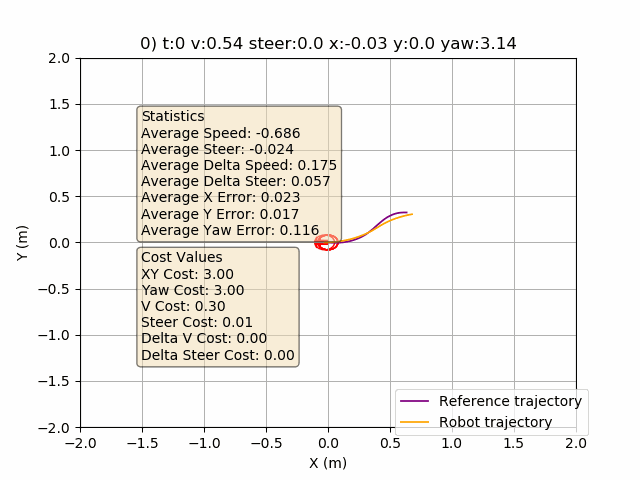 0) t:0 v:0.54 steer:0.0 x:-0.03 y:0.0 yaw:3.14
2.0
1.5
1.0
0.5
0.0
−0.5
−1.0
−1.5
−2.0
Y (m)
Statistics
Average Speed: -0.686
Average Steer: -0.024
Average Delta Speed: 0.175
Average Delta Steer: 0.057
Average X Error: 0.023
Average Y Error: 0.017
Average Yaw Error: 0.116
Cost Values
XY Cost: 3.00
Yaw Cost: 3.00
V Cost: 0.30
Steer Cost: 0.01
Delta V Cost: 0.00
Delta Steer Cost: 0.00
Reference trajectory
Robot trajectory
−2.0 −1.5 −1.0 −0.5 0.0 0.5 1.0 1.5 2.0
X (m)